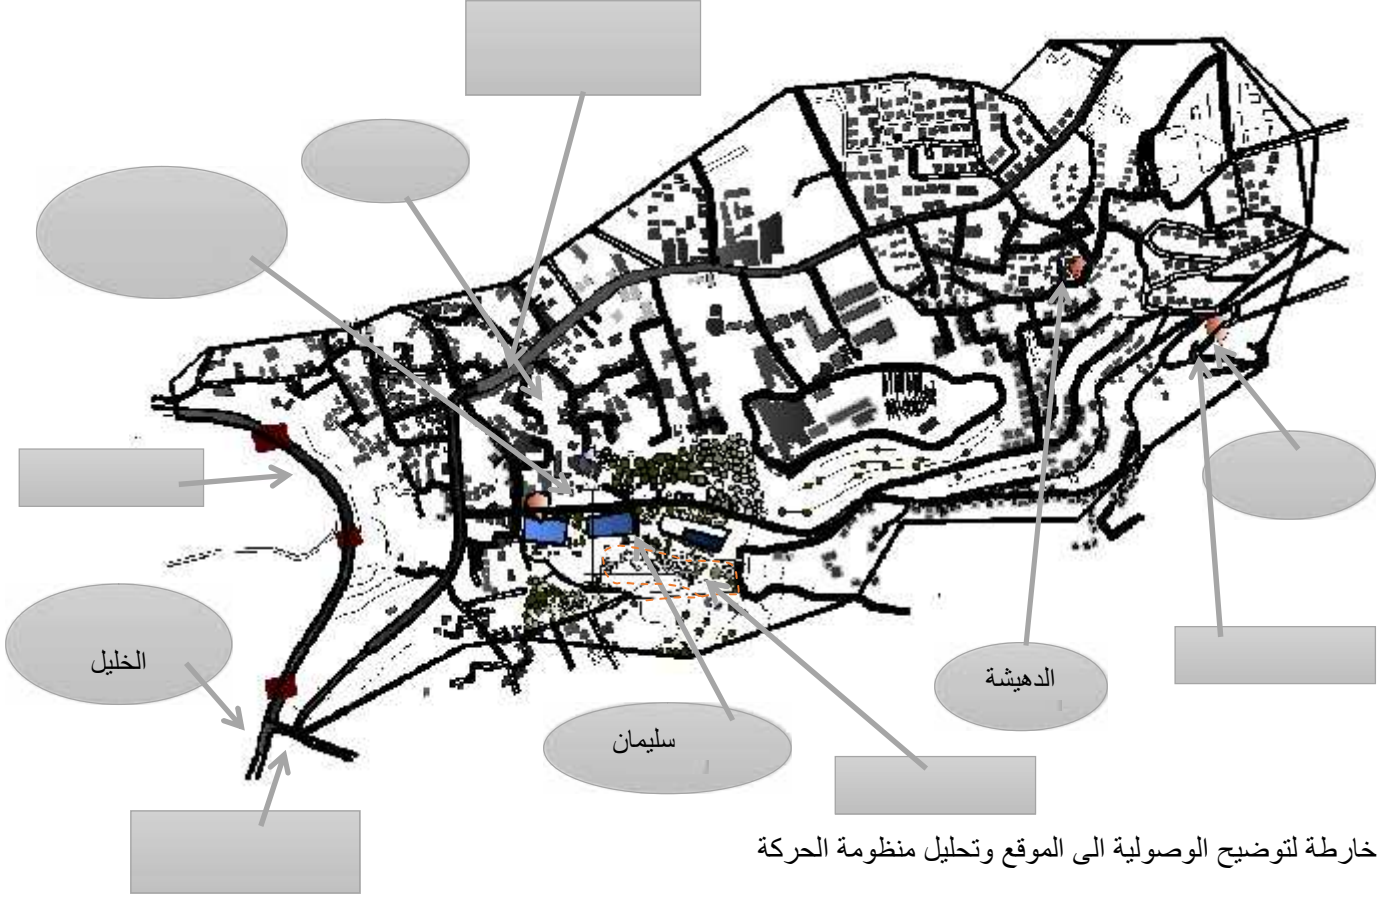 الخليل
الدهيشة
سليمان
خارطة لتوضيح الوصولية الى الموقع وتحليل منظومة الحركة